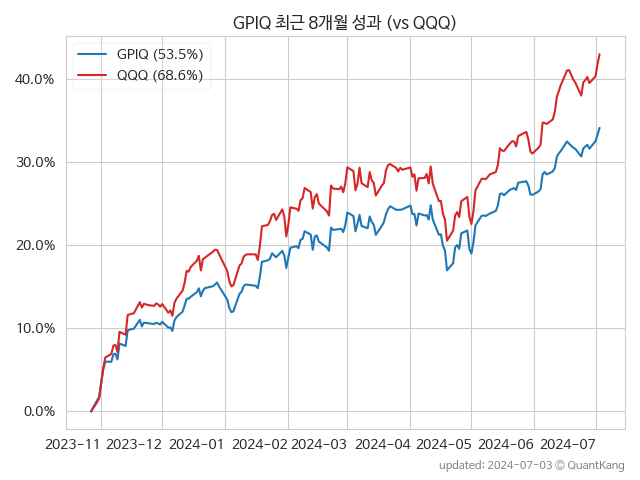 GPIQ 최근 8개월 성과 (vs QQQ)
GPIQ (53.5%)
QQQ (68.6%)
40.0%
30.0%
20.0%
10.0%
0.0%
2023-11 2023-12 2024-01 2024-02 2024-03 2024-04 2024-05 2024-06 2024-07
updated: 2024-07-03 © QuantKang